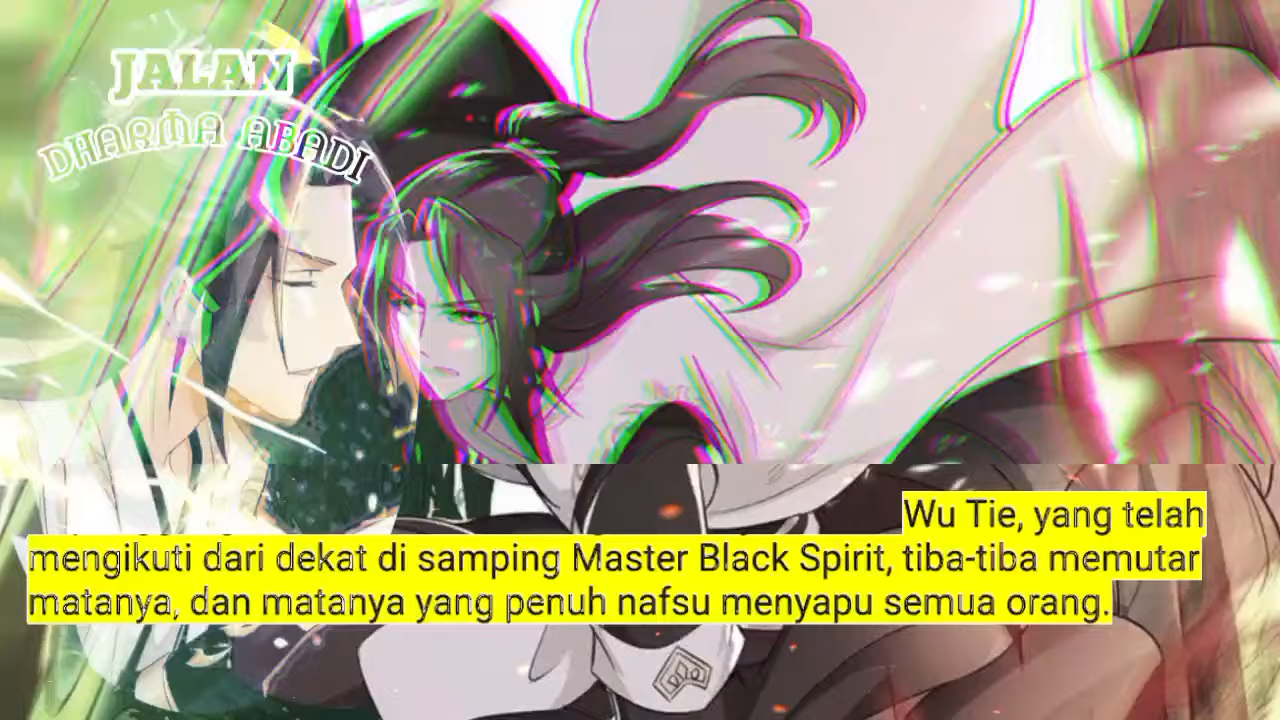 JALAN
DHARMA ABADI
Wu Tie, yang telah
mengikuti dari dekat di samping Master Black Spirit, tiba-tiba memutar
matanya, dan matanya yang penuh nafsu menyapu semua orang.